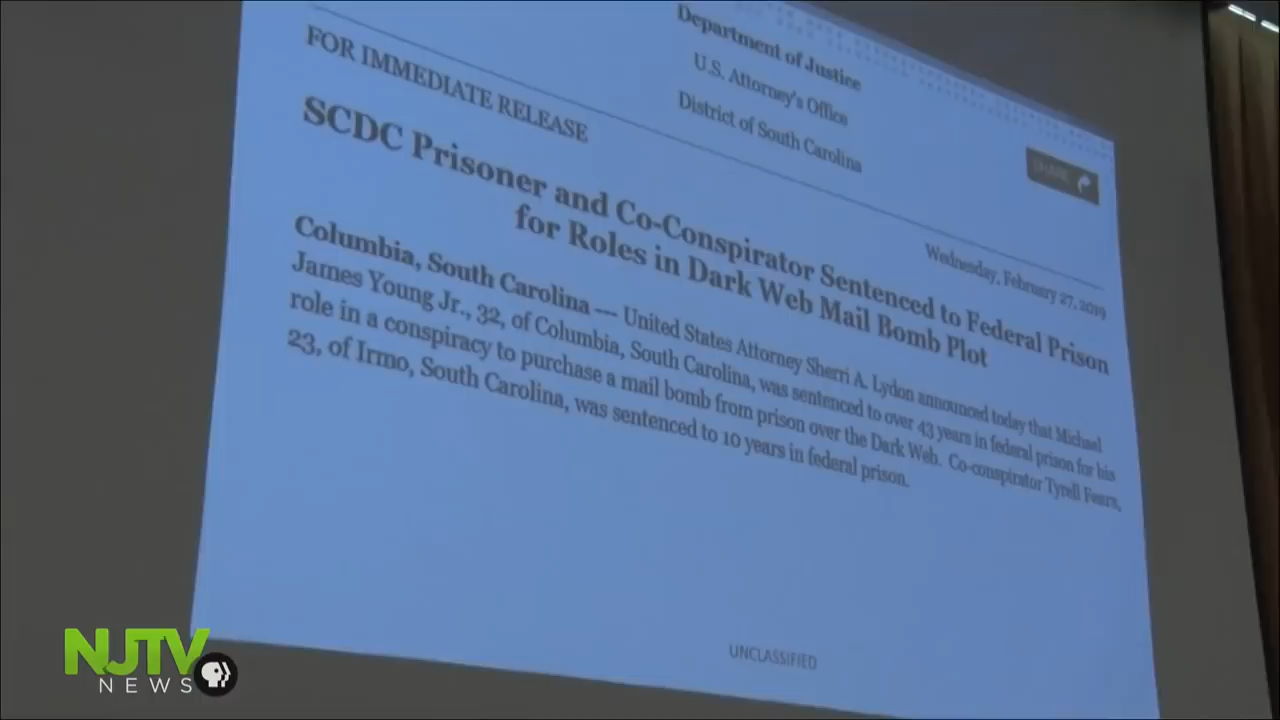 Department of Justice
U.S. Attorney's Office
District of South Carolina
FOR IMMEDIATE RELEASE
SHARE
Wednesday, February 27, 2019
SCDC Prisoner and Co-Conspirator Sentenced to Federal Prison
for Roles in Dark Web Mail Bomb Plot
Columbia, South Carolina --- United States Attorney Sherri A. Lydon announced today that Michael
James Young Jr., 32, of Columbia, South Carolina, was sentenced to over 43 years in federal prison for his
role in a conspiracy to purchase a mail bomb from prison over the Dark Web. Co-conspirator Tyrell Fears,
23, of Irmo, South Carolina, was sentenced to 10 years in federal prison.
UNCLASSIFIED
NJTV
NEWS